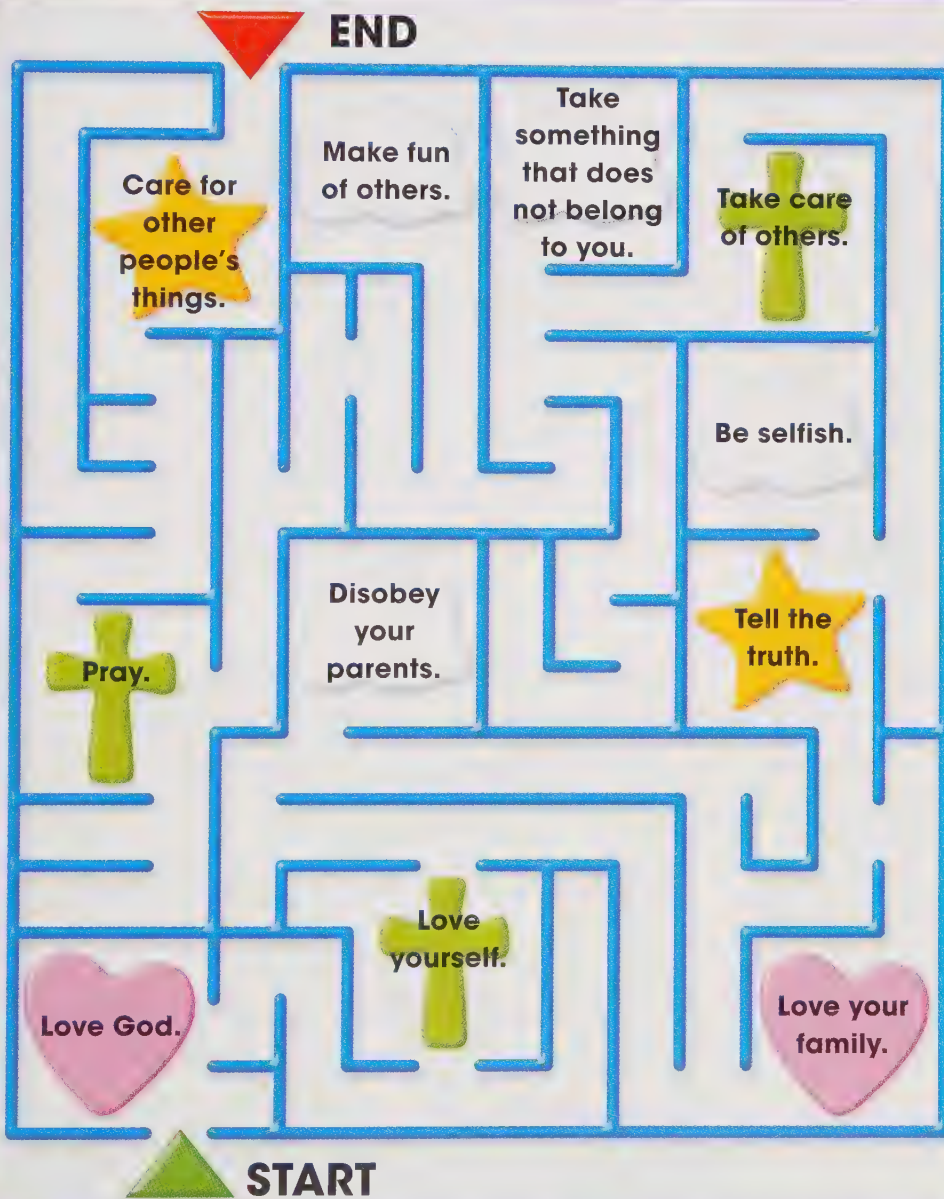 END
Make fun
of others.
Take
something
that does
not belong
to you.
Take care
of others.
Care for
other
people's
things.
Be selfish.
Disobey
your
parents.
Tell the
truth.
Pray.
Love
yourself.
Love God.
Love your
family.
START